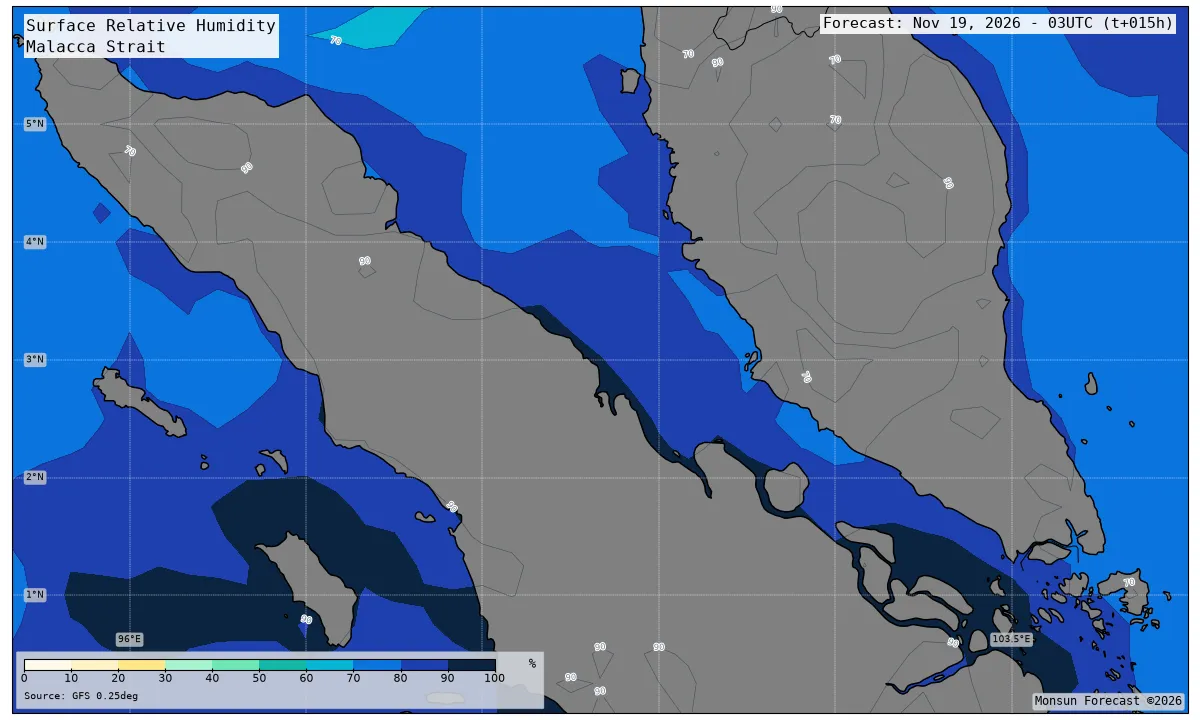 Surface Relative Humidity
Malacca Strait
Forecast: Nov 19, 2026 - 03UTC (t+015h)
90
70
70
90
70
5°N
70
70
90
90
4°N
90
3°N
70
2°N
90
1°N
70
90
96°E
103.5°E
90
90
90
%
0 10 20 30 40 50 60 70 80 90 100
90
90
Source: GFS 0.25deg
Monsun Forecast ©2026